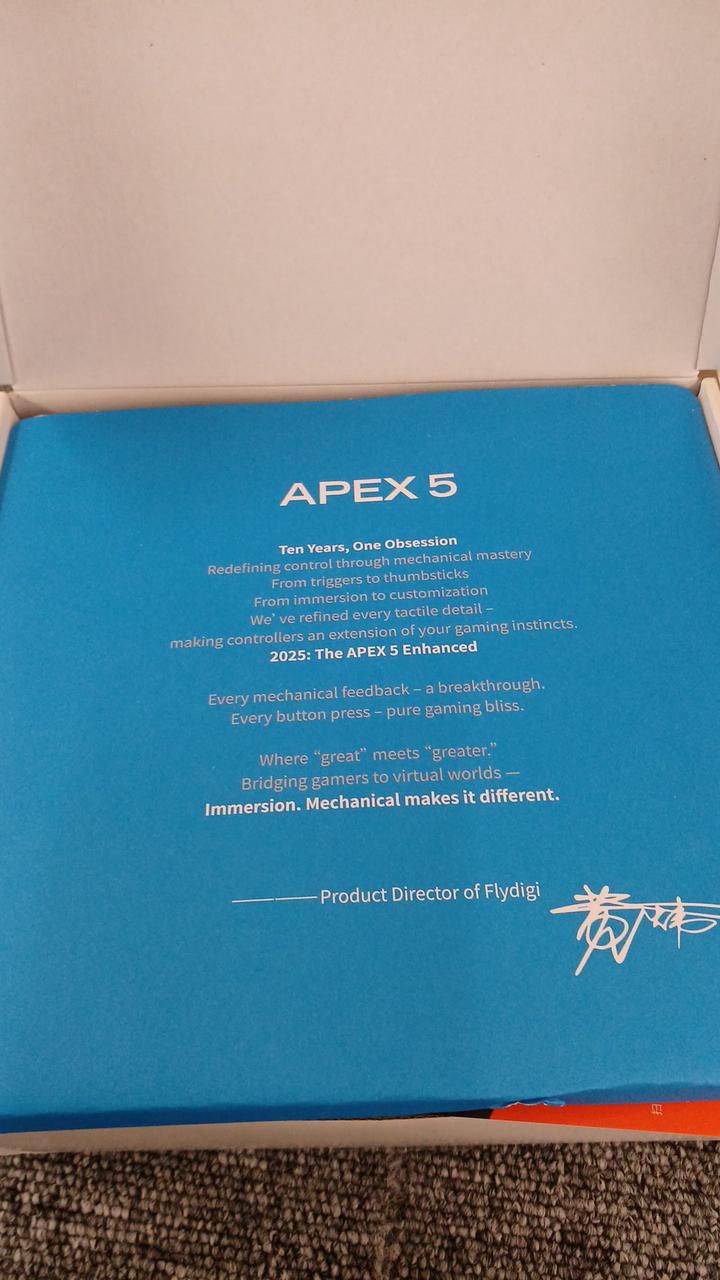 APEX 5
Ten Years, One Obsession
Redefining control through mechanical mastery
From triggers to thumbsticks
From immersion to customization
We've refined every tactile detail –
making controllers an extension of your gaming instincts.
2025: The APEX 5 Enhanced
Every mechanical feedback – a breakthrough.
Every button press – pure gaming bliss.
Where “great” meets “greater.”
Bridging gamers to virtual worlds —
Immersion. Mechanical makes it different.
———Product Director of Flydigi